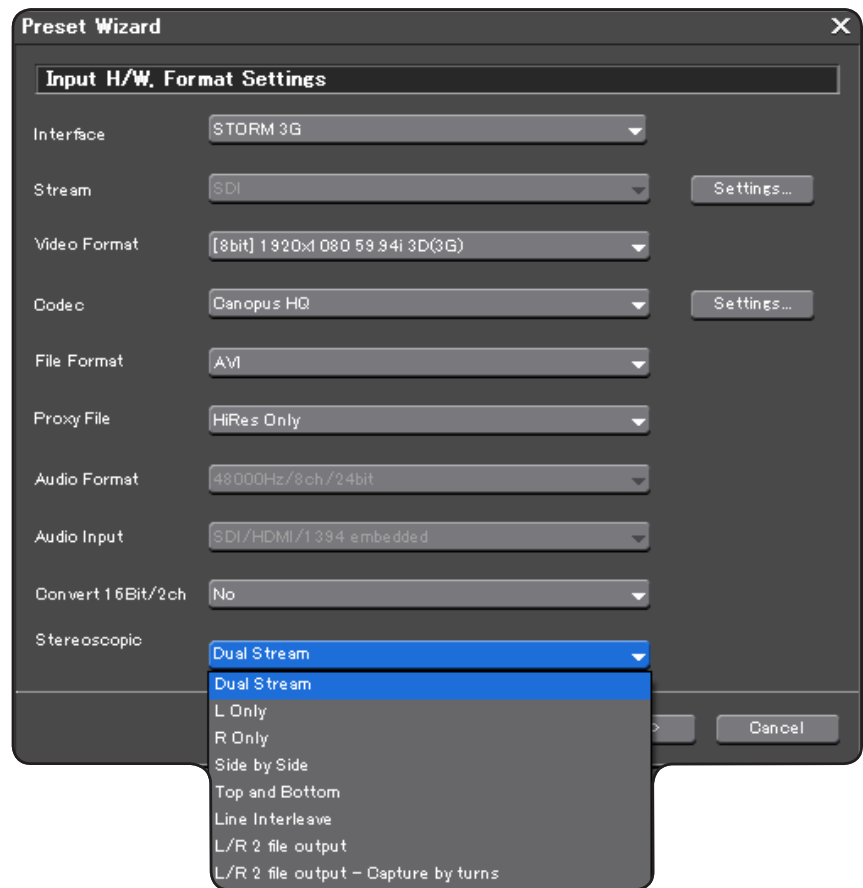 Preset Wizard
Input H/W, Format Settings
Interface STORM 3G
Stream SDI Settings...
Video Format [8bit] 1920x1080 59.94i 3D(3G)
Codec Canopus HQ Settings...
File Format AVI
Proxy File HiRes Only
Audio Format 48000Hz/8ch/24bit
Audio Input SDI/HDMI/1394 embedded
Convert 16Bit/2ch No
Stereoscopic Dual Stream
Dual Stream
L Only
R Only
> Cancel
Side by Side
Top and Bottom
Line Interleave
L/R 2 file output
L/R 2 file output - Capture by turns